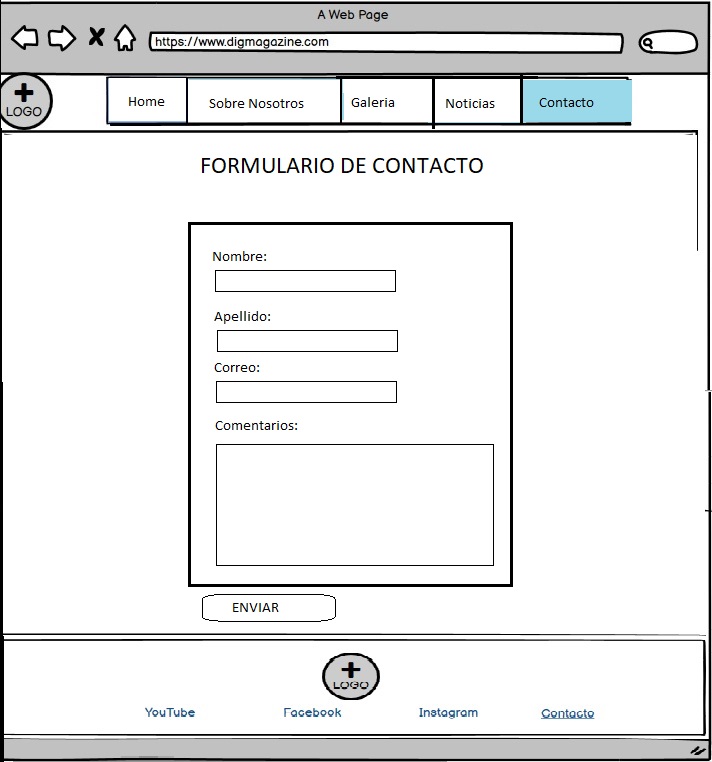 A Web Page
https://www.digmagazine.com
LOGO
Home Sobre Nosotros Galeria Noticias Contacto
FORMULARIO DE CONTACTO
Nombre:
Apellido:
Correo:
Comentarios:
ENVIAR
LOGO
YouTube Facebook Instagram Contacto